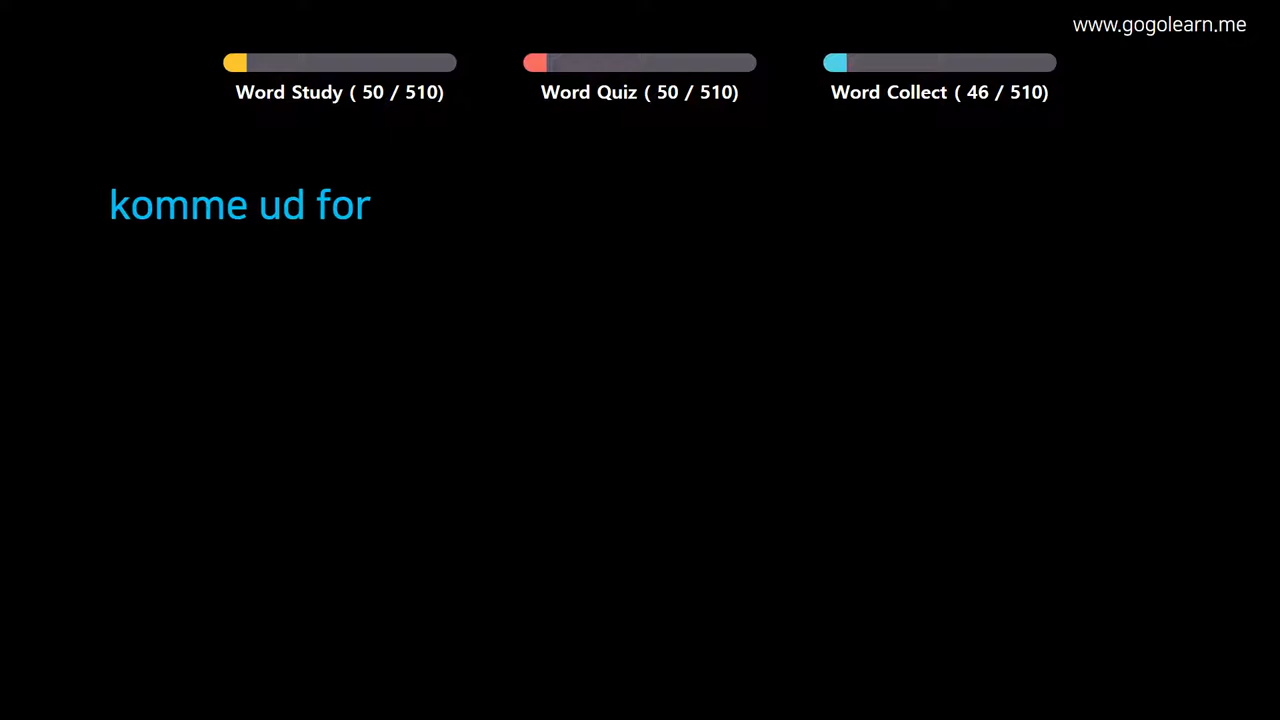 www.gogolearn.me
Word Study ( 50 / 510)
Word Quiz ( 50 / 510)
Word Collect ( 46 / 510)
komme ud for